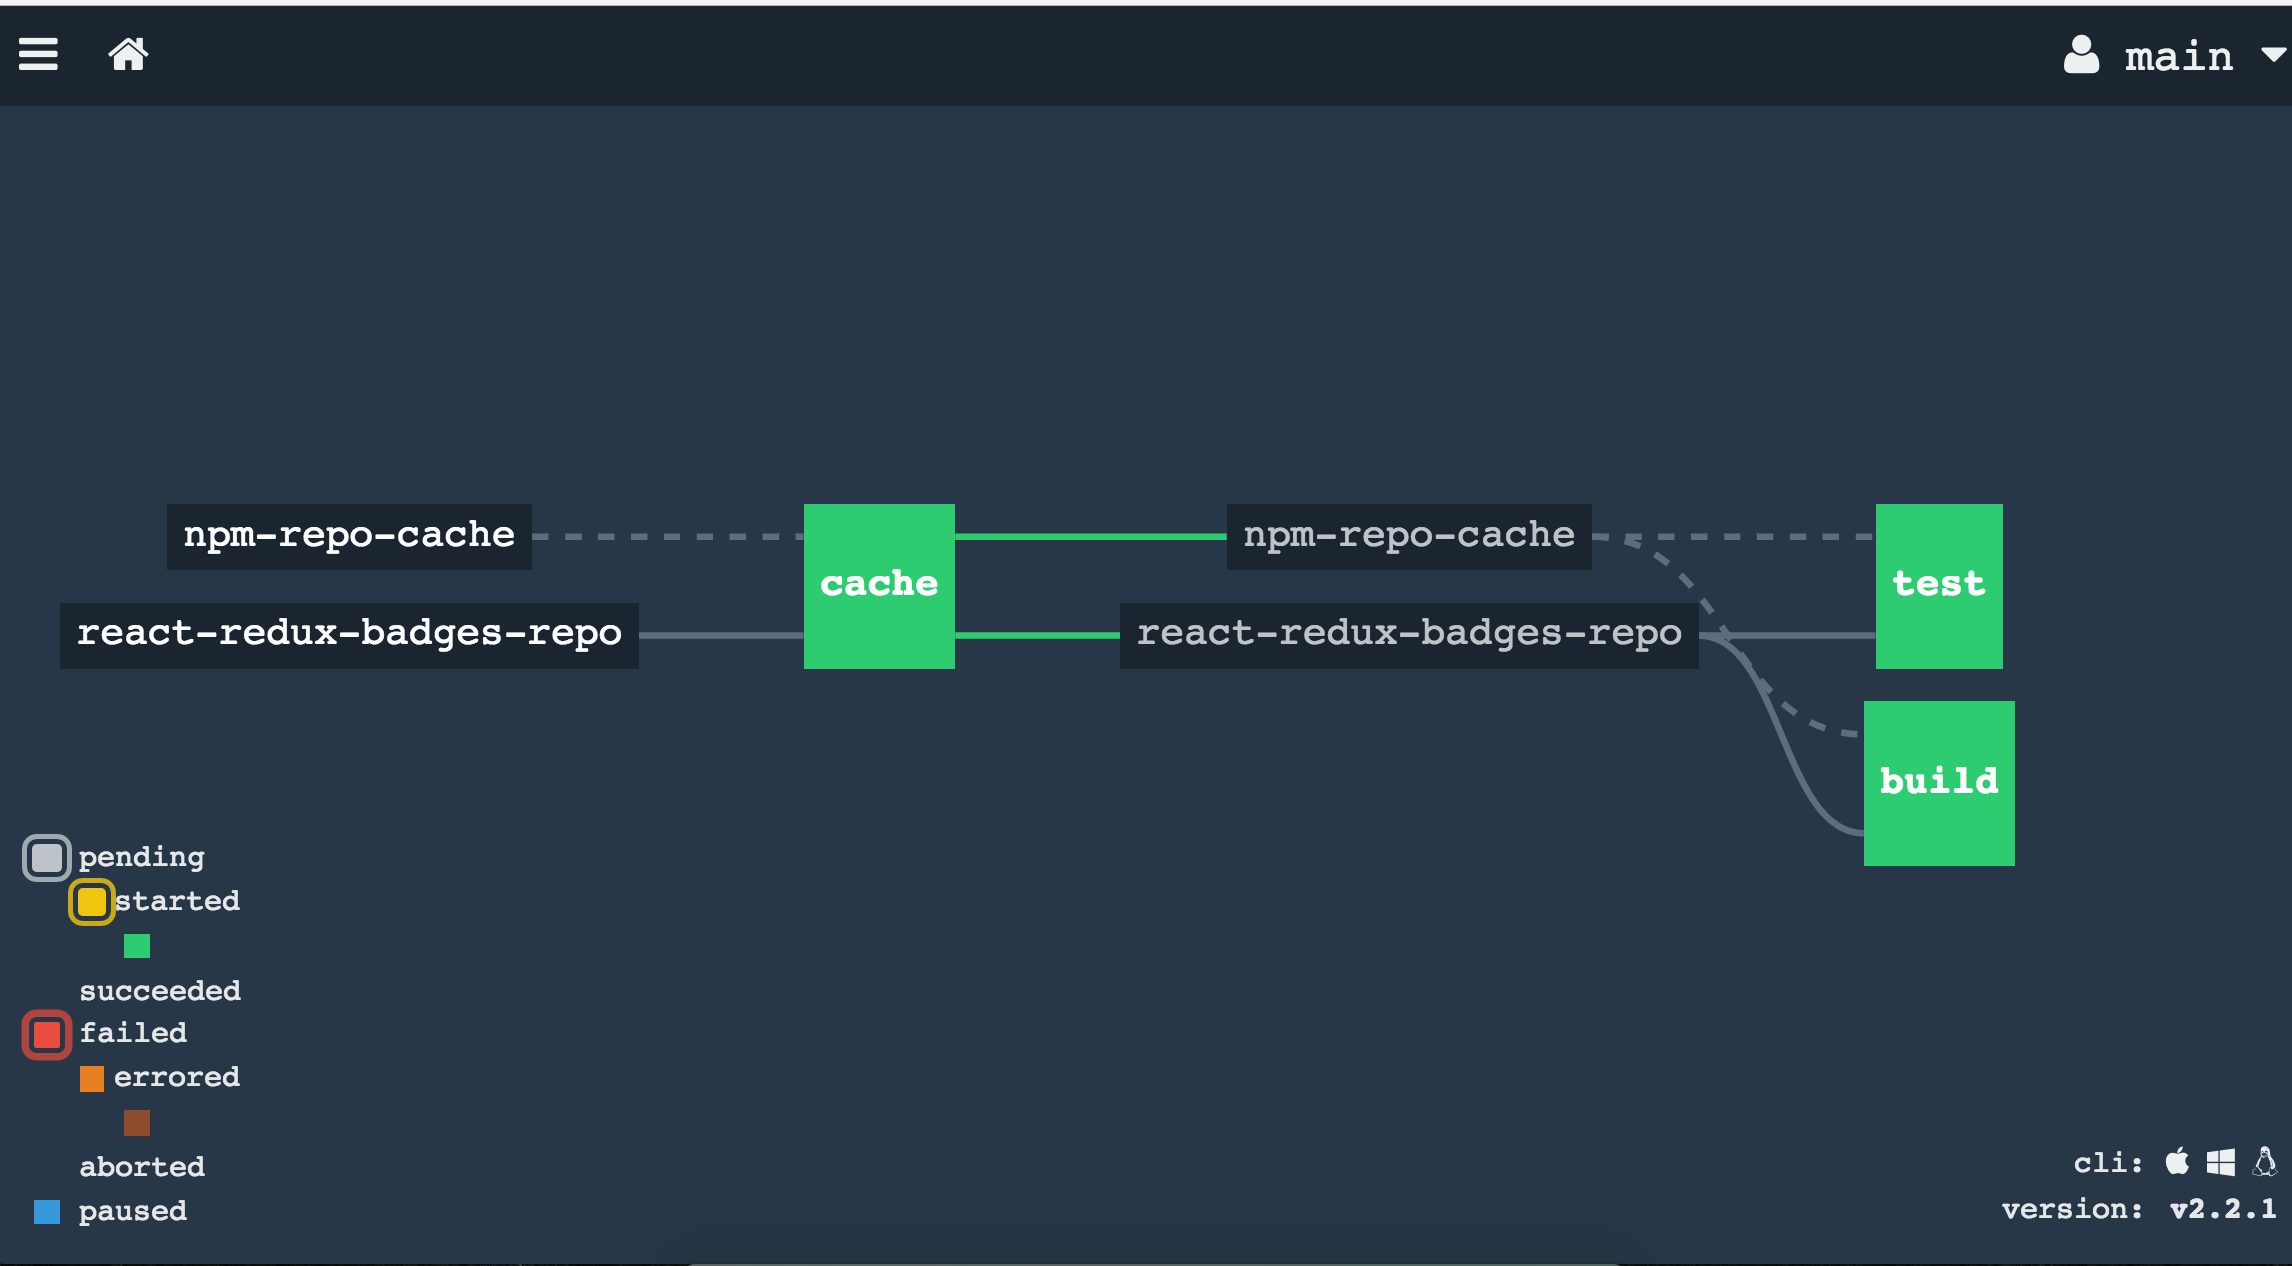 main
npm-repo-cache
cache
npm-repo-cache
test
react-redux-badges-repo
react-redux-badges-repo
build
pending
started
succeeded
failed
errored
aborted
paused
cli:
version: v2.2.1